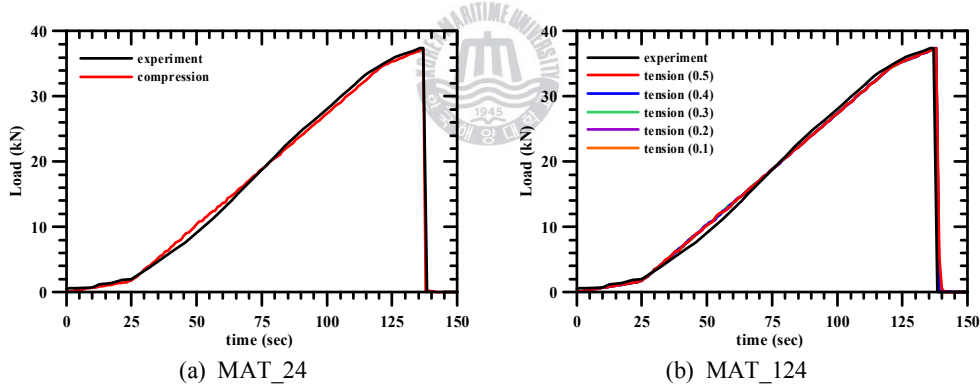 40
30
20
10
0
Load (kN)
experiment
compression
0 25 50 75 100 125 150
time (sec)
(a) MAT_24
40
30
20
10
0
Load (kN)
experiment
tension (0.5)
tension (0.4)
tension (0.3)
tension (0.2)
tension (0.1)
0 25 50 75 100 125 150
time (sec)
(b) MAT_124
MARITIME UNIVERSITY
1945